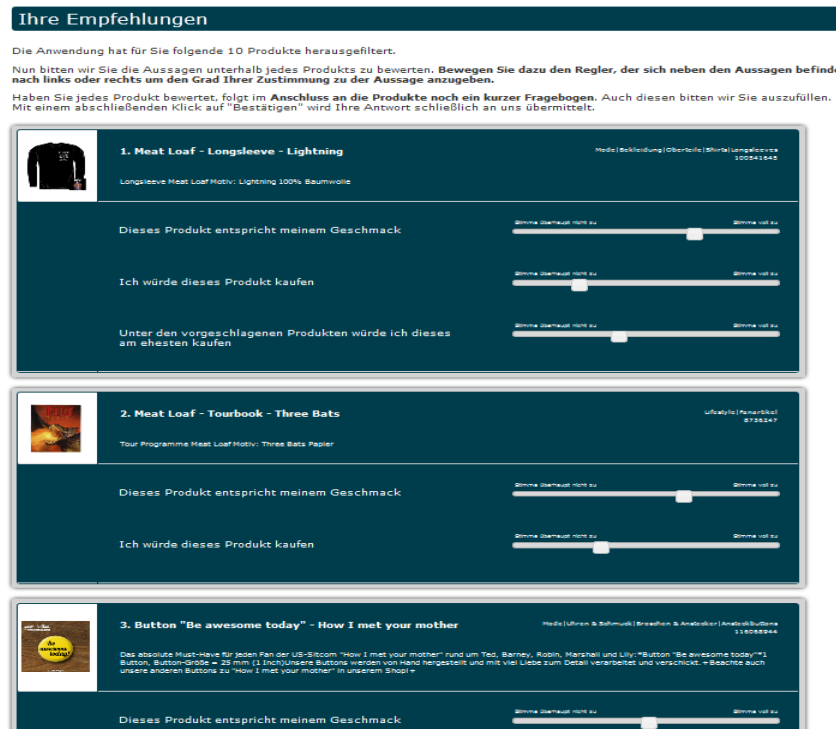 Ihre Empfehlungen
Die Anwendung hat für Sie folgende 10 Produkte herausgefiltert.
Nun bitten wir Sie die Aussagen unterhalb jedes Produkts zu bewerten. Bewegen Sie dazu den Regler, der sich neben den Aussagen befinde
nach links oder rechts um den Grad Ihrer Zustimmung zu der Aussage anzugeben.
Haben Sie jedes Produkt bewertet, folgt im Anschluss an die Produkte noch ein kurzer Fragebogen. Auch diesen bitten wir Sie auszufüllen.
Mit einem abschließenden Klick auf "Bestätigen" wird Ihre Antwort schließlich an uns übermittelt.
1. Meat Loaf - Longsleeve - Lightning
Mode|Bekleidung|Oberteile|Shirts|Longsleeves
100541645
Longsleeve Meat Loaf Motiv: Lightning 100% Baumwolle
Dieses Produkt entspricht meinem Geschmack
Stimme überhaupt nicht zu
Stimme voll zu
Ich würde dieses Produkt kaufen
Stimme überhaupt nicht zu
Stimme voll zu
Unter den vorgeschlagenen Produkten würde ich dieses
am ehesten kaufen
Stimme überhaupt nicht zu
Stimme voll zu
2. Meat Loaf - Tourbook - Three Bats
Lifestyle|Fanartikel
8736247
Tour Programme Meat Loaf Motiv: Three Bats Papier
Dieses Produkt entspricht meinem Geschmack
Stimme überhaupt nicht zu
Stimme voll zu
Ich würde dieses Produkt kaufen
Stimme überhaupt nicht zu
Stimme voll zu
Be
awesome
today!
3. Button "Be awesome today" - How I met your mother
Mode|Uhren & Schmuck|Broschen & Anstecker|Ansteckbuttons
116068944
Das absolute Must-Have für jeden Fan der US-Sitcom "How I met your mother" rund um Ted, Barney, Robin, Marshall und Lily:*Button "Be awesome today"*1
Button, Button-Größe = 25 mm (1 Inch)Unsere Buttons werden von Hand hergestellt und mit viel Liebe zum Detail verarbeitet und verschickt.+Beachte auch
unsere anderen Buttons zu "How I met your mother" in unserem Shop!+
Dieses Produkt entspricht meinem Geschmack
Stimme überhaupt nicht zu
Stimme voll zu